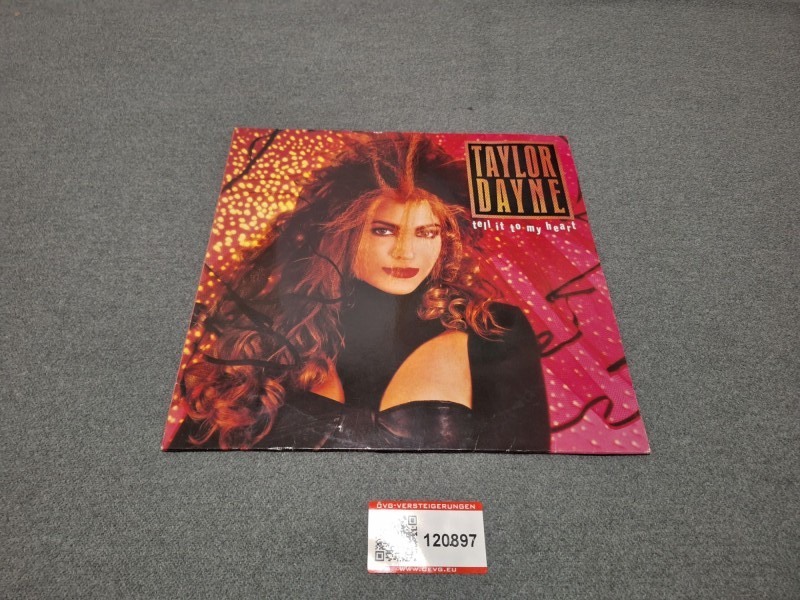 TAYLOR
DAYNE
tell it to my heart
ÖVG-VERSTEIGERUNGEN
120897
WWW.OEVG.EU